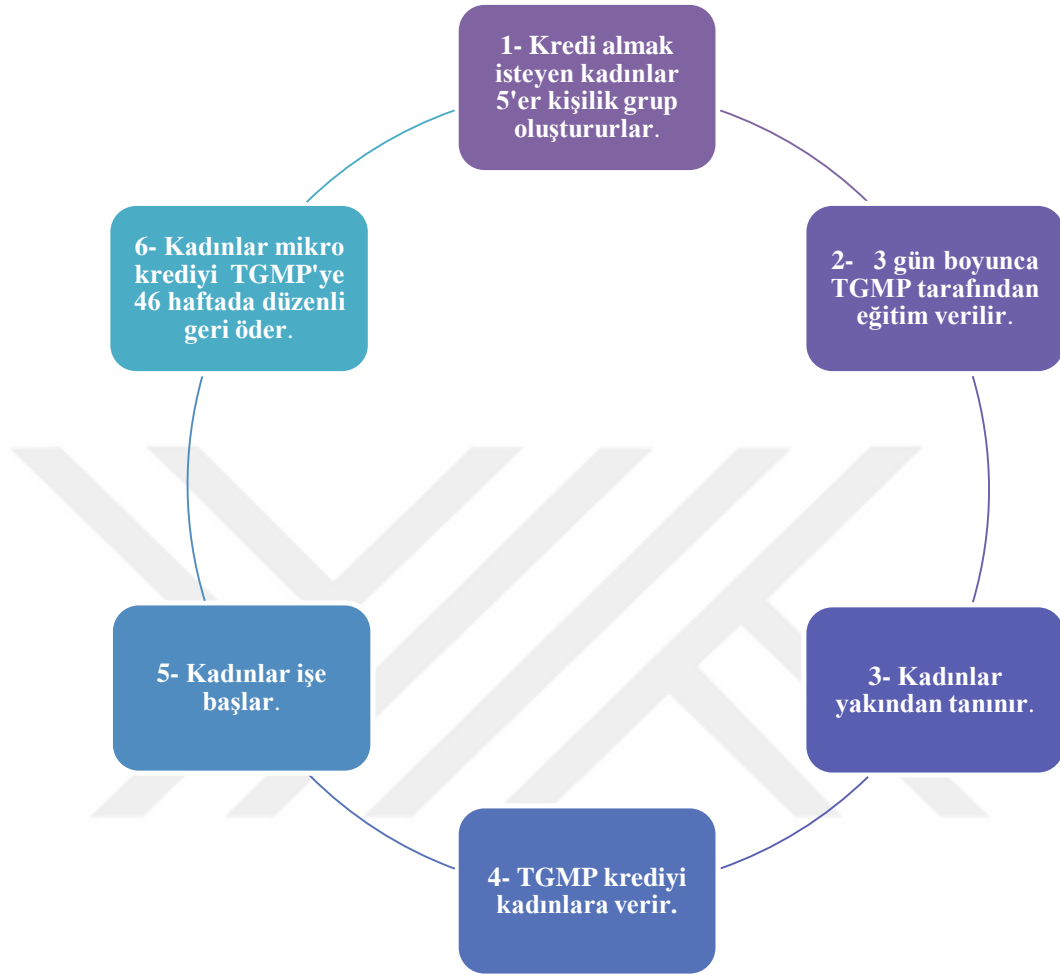 1- Kredi almak
isteyen kadınlar
5'er kişilik grup
oluştururlar.
2- 3 gün boyunca
TGMP tarafından
eğitim verilir.
3- Kadınlar
yakından tanınır.
4- TGMP krediyi
kadınlara verir.
5- Kadınlar işe
başlar.
6- Kadınlar mikro
krediyi TGMP'ye
46 haftada düzenli
geri öder.